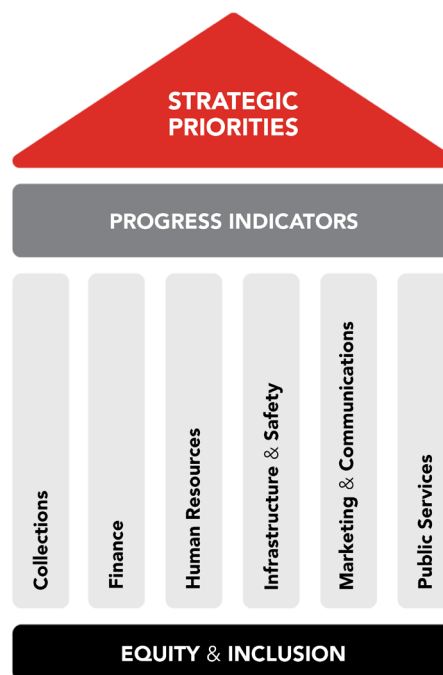 STRATEGIC
PRIORITIES
PROGRESS INDICATORS
Collections
Finance
Human Resources
Infrastructure & Safety
Marketing & Communications
Public Services
EQUITY & INCLUSION